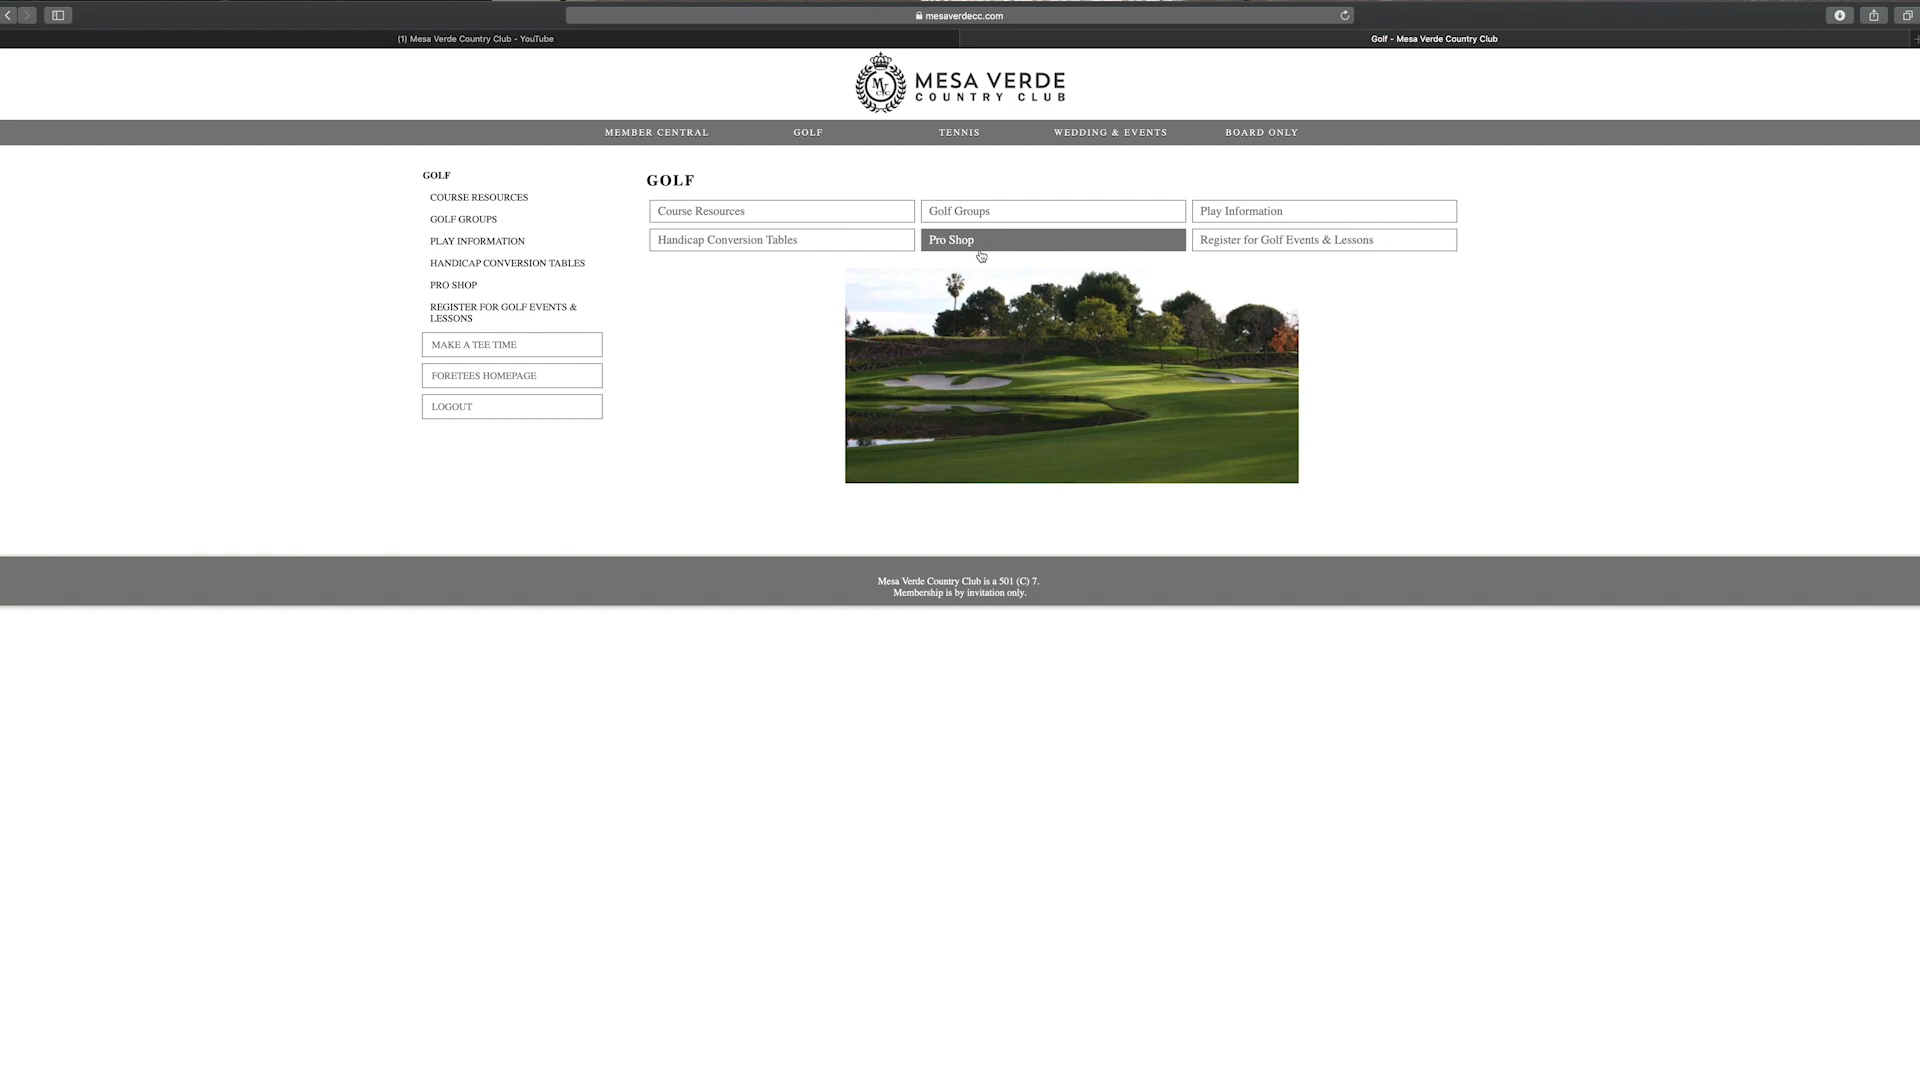 mesaverdecc.com
(1) Mesa Verde Country Club - YouTube
Golf - Mesa Verde Country Club
MVCC
MESA VERDE
COUNTRY CLUB
MEMBER CENTRAL GOLF TENNIS WEDDING & EVENTS BOARD ONLY
GOLF
COURSE RESOURCES
GOLF GROUPS
PLAY INFORMATION
HANDICAP CONVERSION TABLES
PRO SHOP
REGISTER FOR GOLF EVENTS &
LESSONS
MAKE A TEE TIME
FORETEES HOMEPAGE
LOGOUT
GOLF
Course Resources Golf Groups Play Information
Handicap Conversion Tables Pro Shop Register for Golf Events & Lessons
Mesa Verde Country Club is a 501 (C) 7.
Membership is by invitation only.